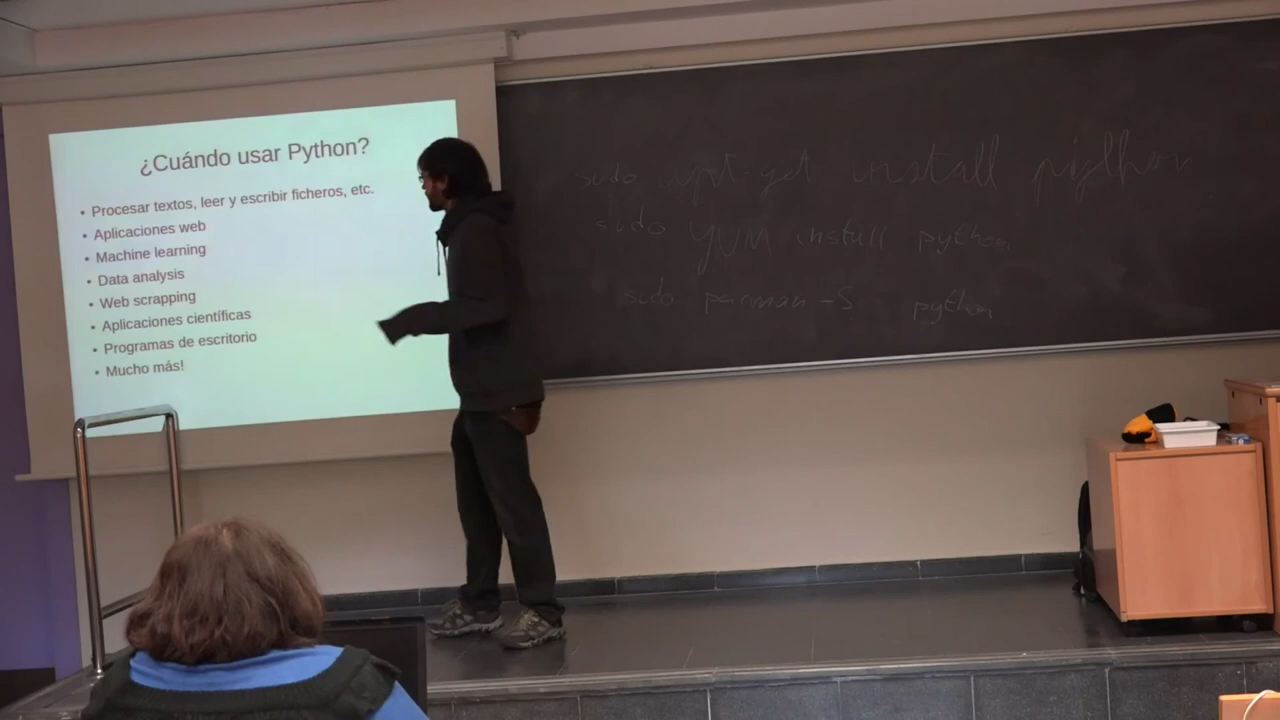 ¿Cuándo usar Python?
• Procesar textos, leer y escribir ficheros, etc.
• Aplicaciones web
• Machine learning
• Data analysis
• Web scrapping
• Aplicaciones científicas
• Programas de escritorio
• Mucho más!
sudo apt-get install python
sudo YUM install python
sudo pacman -S python